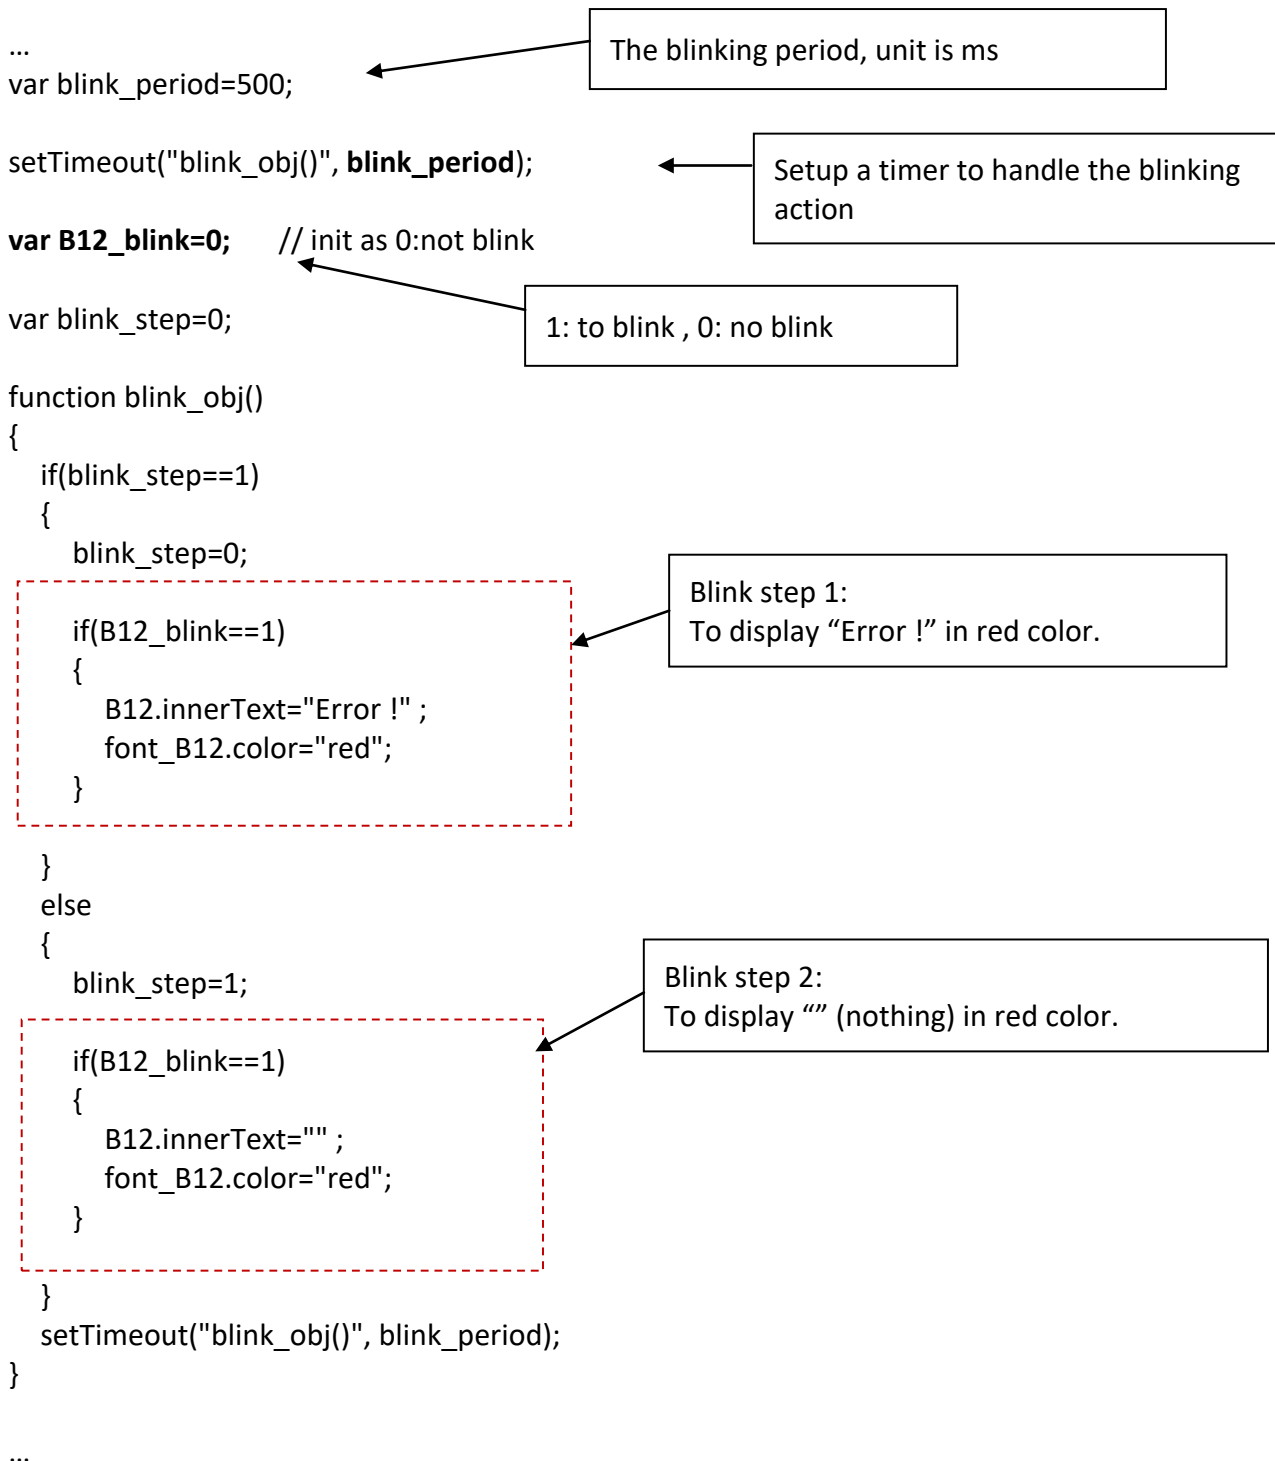 ...
The blinking period, unit is ms
var blink_period=500;
setTimeout("blink_obj()", blink_period);
Setup a timer to handle the blinking
action
var B12_blink=0; // init as 0:not blink
var blink_step=0;
1: to blink , 0: no blink
function blink_obj()
{
if(blink_step==1)
{
blink_step=0;
Blink step 1:
To display “Error !” in red color.
if(B12_blink==1)
{
B12.innerText="Error !" ;
font_B12.color="red";
}
}
else
{
blink_step=1;
Blink step 2:
To display “” (nothing) in red color.
if(B12_blink==1)
{
B12.innerText="" ;
font_B12.color="red";
}
}
setTimeout("blink_obj()", blink_period);
}
...